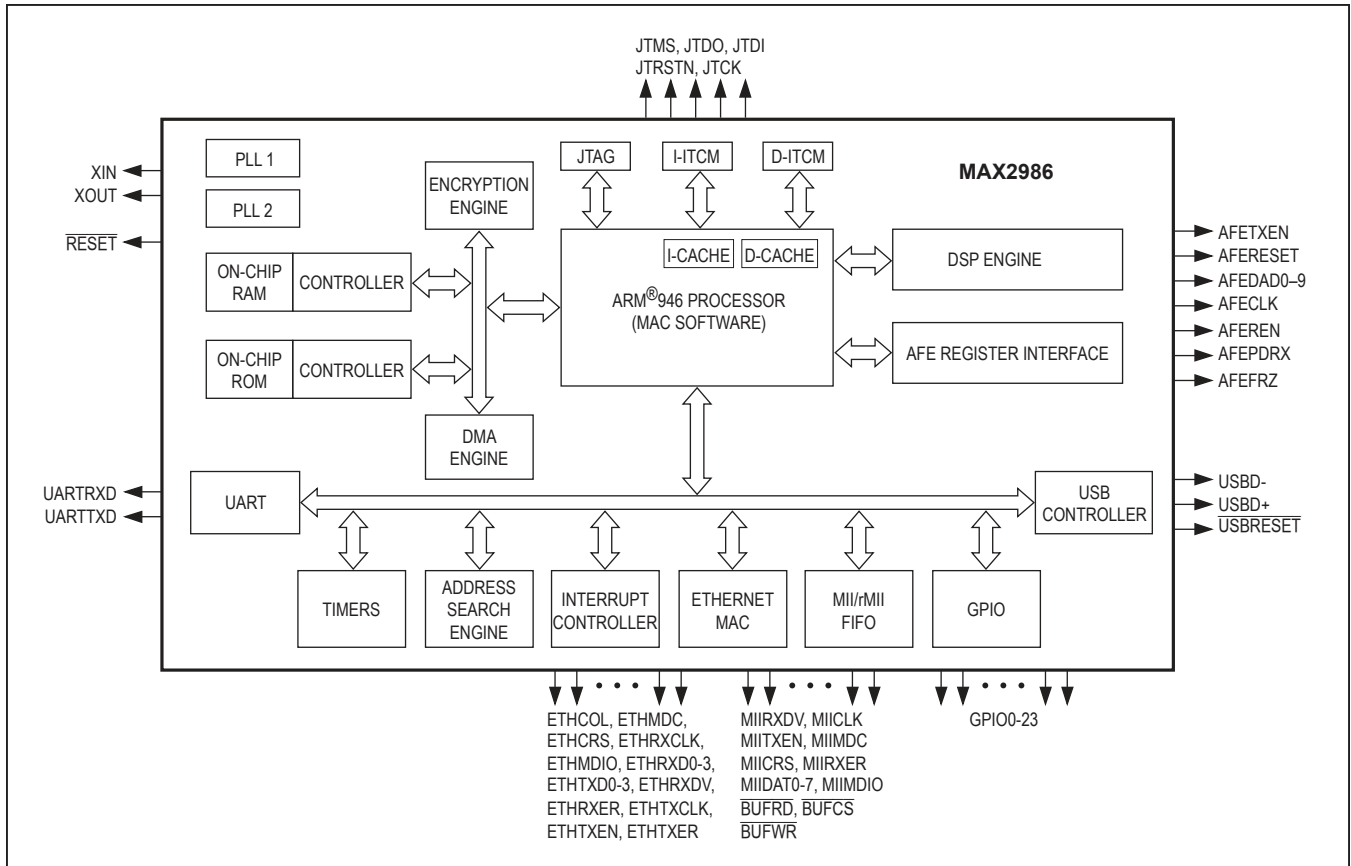 JTMS, JTDO, JTDI
JTRSTN, JTCK
MAX2986
XIN
XOUT
RESET
PLL 1
PLL 2
ENCRYPTION
ENGINE
JTAG
I-ITCM
D-ITCM
I-CACHE
D-CACHE
ARM®946 PROCESSOR
(MAC SOFTWARE)
DSP ENGINE
AFE REGISTER INTERFACE
ON-CHIP
RAM
CONTROLLER
ON-CHIP
ROM
CONTROLLER
DMA
ENGINE
AFETXEN
AFERESET
AFEDAD0–9
AFECLK
AFEREN
AFEPDRX
AFEFRZ
UARTRXD
UARTTXD
UART
USB
CONTROLLER
USBD-
USBD+
USBRESET
TIMERS
ADDRESS
SEARCH
ENGINE
INTERRUPT
CONTROLLER
ETHERNET
MAC
MII/rMII
FIFO
GPIO
ETHCOL, ETHMDC,
ETHCRS, ETHRXCLK,
ETHMDIO, ETHRXD0-3,
ETHTXD0-3, ETHRXDV,
ETHRXER, ETHTXCLK,
ETHTXEN, ETHTXER
MIIRXDV, MIICLK
MIITXEN, MIIMDC
MIICRS, MIIRXER
MIIDAT0-7, MIIMDIO
BUFRD, BUFCS
BUFWR
GPIO0-23